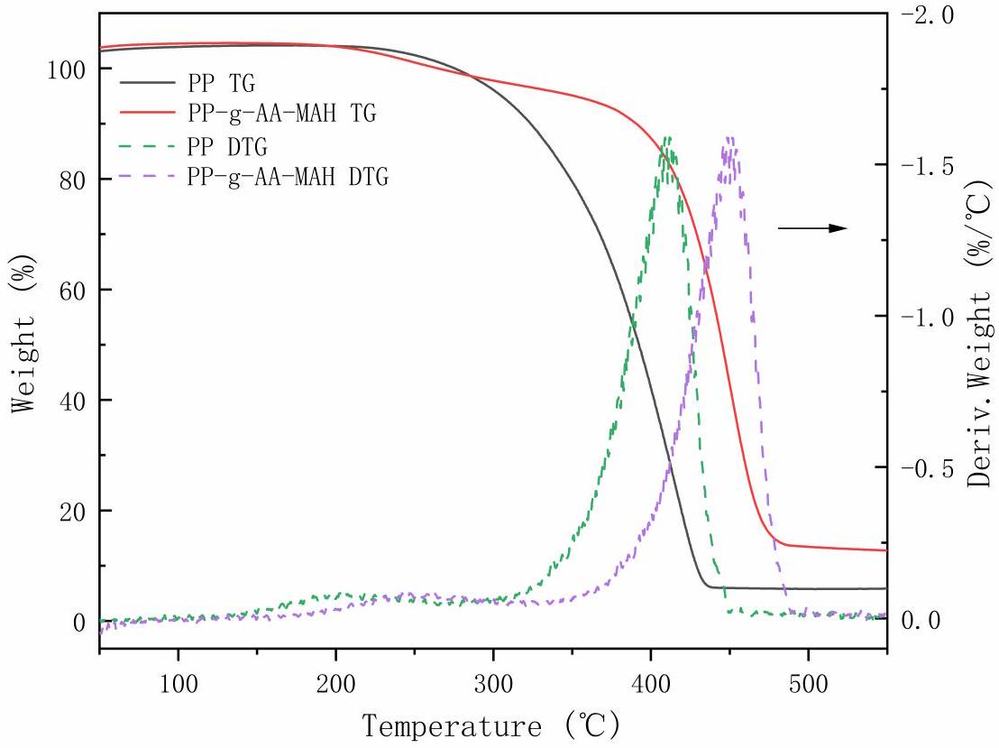 -2.0
100
PP TG
PP-g-AA-MAH TG
PP DTG
-1.5
80
PP-g-AA-MAH DTG
Weight (%)
Deriv.Weight (%/℃)
60
-1.0
40
-0.5
20
0
0.0
100
200
300
400
500
Temperature (℃)